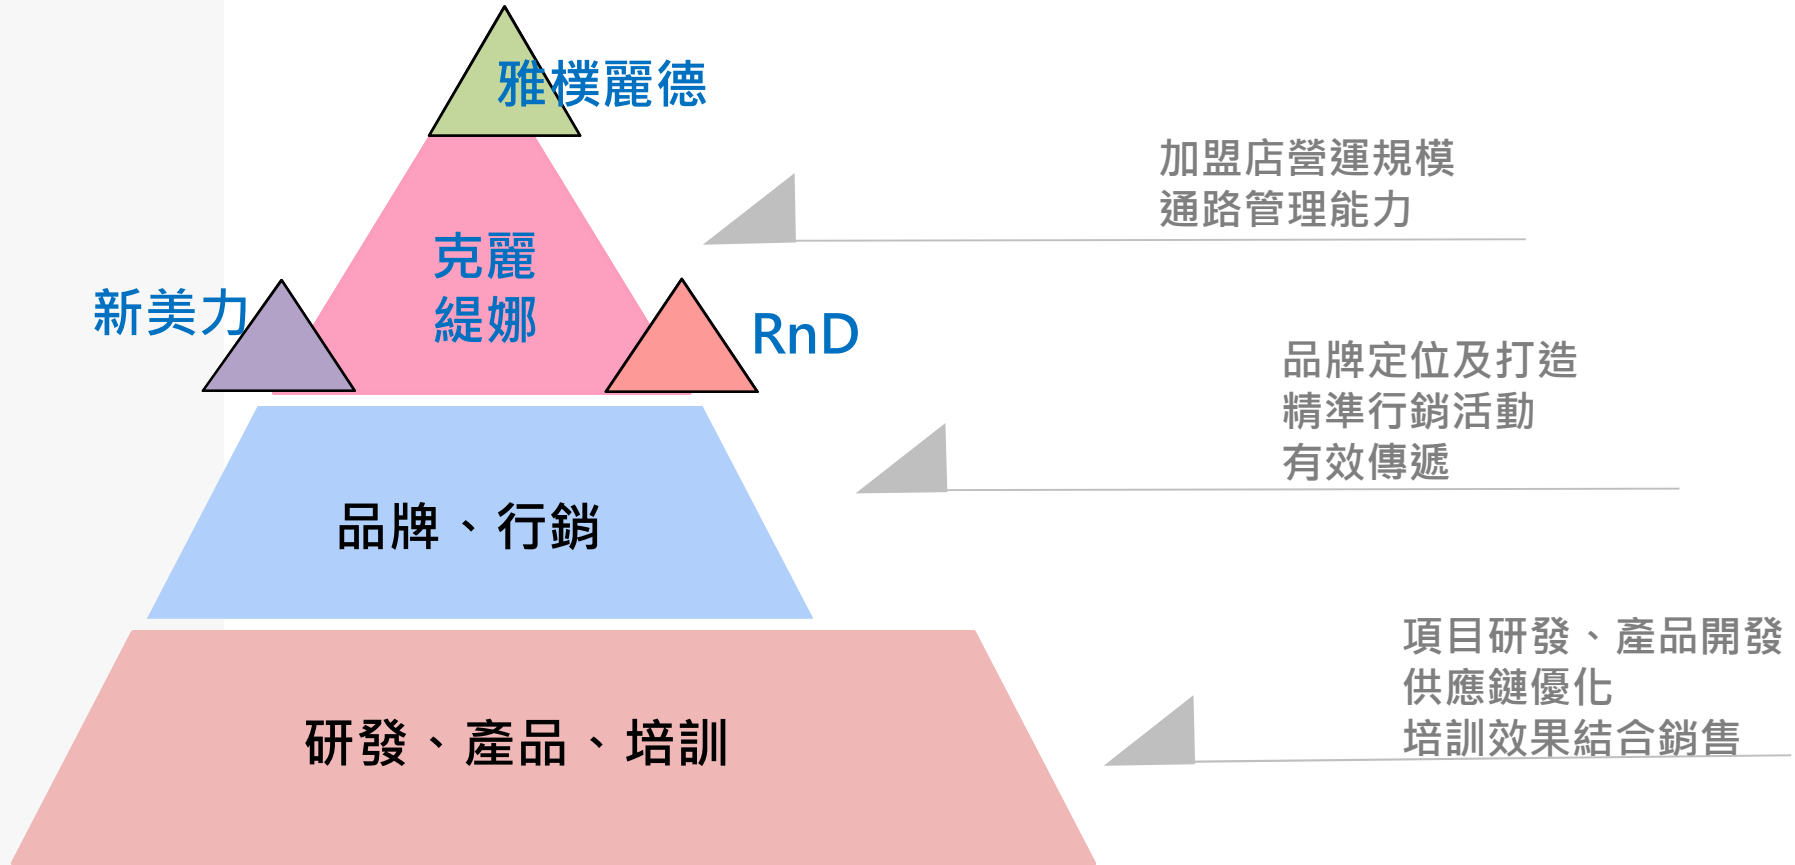 雅樸麗德
加盟店營運規模
通路管理能力
克麗
緹娜
新美力
RnD
品牌定位及打造
精準行銷活動
有效傳遞
品牌、行銷
項目研發、產品開發
供應鏈優化
培訓效果結合銷售
研發、產品、培訓